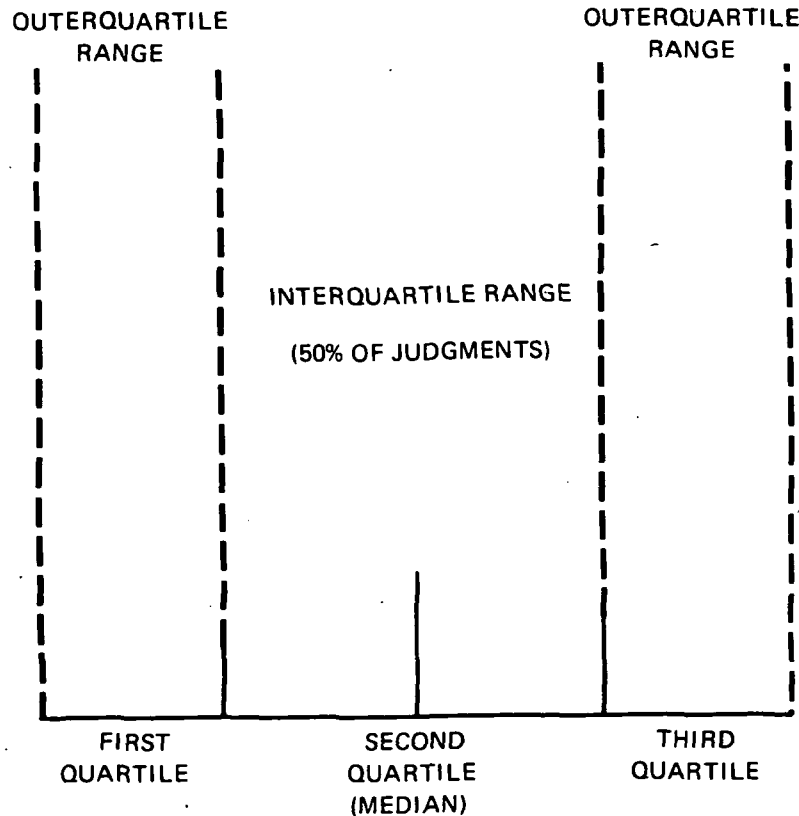 OUTERQUARTILE
RANGE
OUTERQUARTILE
RANGE
INTERQUARTILE RANGE
(50% OF JUDGMENTS)
FIRST
QUARTILE
SECOND
QUARTILE
(MEDIAN)
THIRD
QUARTILE